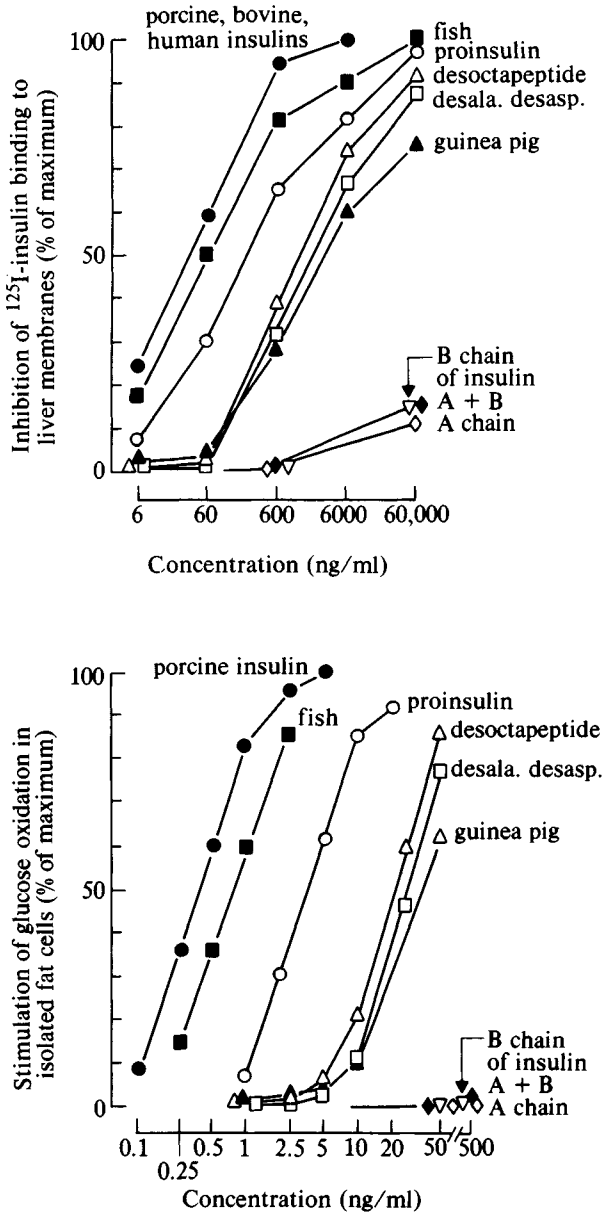 Inhibition of ¹²⁵I-insulin binding to
liver membranes (% of maximum)
100
50
0
porcine, bovine,
human insulins
fish
proinsulin
desoctapeptide
desala. desasp.
guinea pig
B chain
of insulin
A + B
A chain
6 60 600 6000 60,000
Concentration (ng/ml)
Stimulation of glucose oxidation in
isolated fat cells (% of maximum)
100
50
0
porcine insulin
fish
proinsulin
desoctapeptide
desala. desasp.
guinea pig
B chain
of insulin
A + B
A chain
0.1 0.5 1 2.5 5 10 20 50 500
0.25
Concentration (ng/ml)